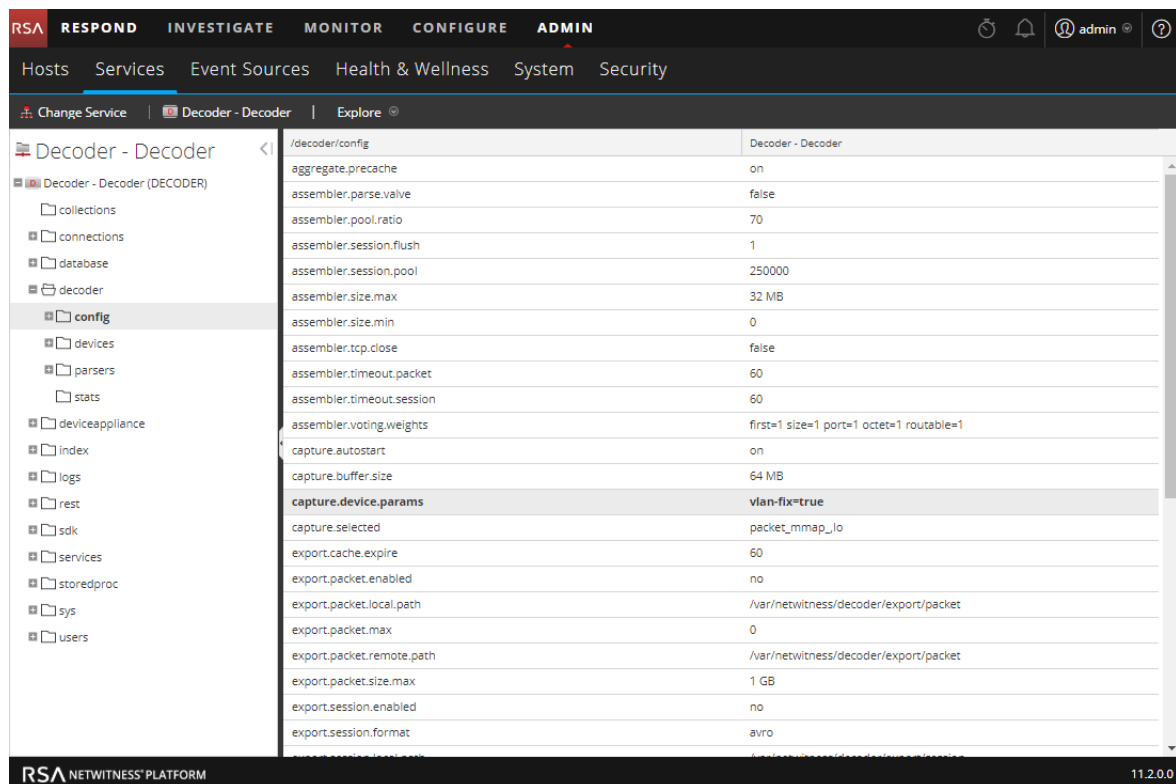 RSA RESPOND INVESTIGATE MONITOR CONFIGURE ADMIN admin ?
Hosts Services Event Sources Health & Wellness System Security
Change Service | D Decoder - Decoder | Explore
Decoder - Decoder
D Decoder - Decoder (DECODER)
collections
connections
database
decoder
config
devices
parsers
stats
deviceappliance
index
logs
rest
sdk
services
storedproc
sys
users
/decoder/config Decoder - Decoder
aggregate.precache on
assembler.parse.valve false
assembler.pool.ratio 70
assembler.session.flush 1
assembler.session.pool 250000
assembler.size.max 32 MB
assembler.size.min 0
assembler.tcp.close false
assembler.timeout.packet 60
assembler.timeout.session 60
assembler.voting.weights first=1 size=1 port=1 octet=1 routable=1
capture.autostart on
capture.buffer.size 64 MB
capture.device.params vlan-fix=true
capture.selected packet_mmap_,lo
export.cache.expire 60
export.packet.enabled no
export.packet.local.path /var/netwitness/decoder/export/packet
export.packet.max 0
export.packet.remote.path /var/netwitness/decoder/export/packet
export.packet.size.max 1 GB
export.session.enabled no
export.session.format avro
RSA NETWITNESS® PLATFORM 11.2.0.0